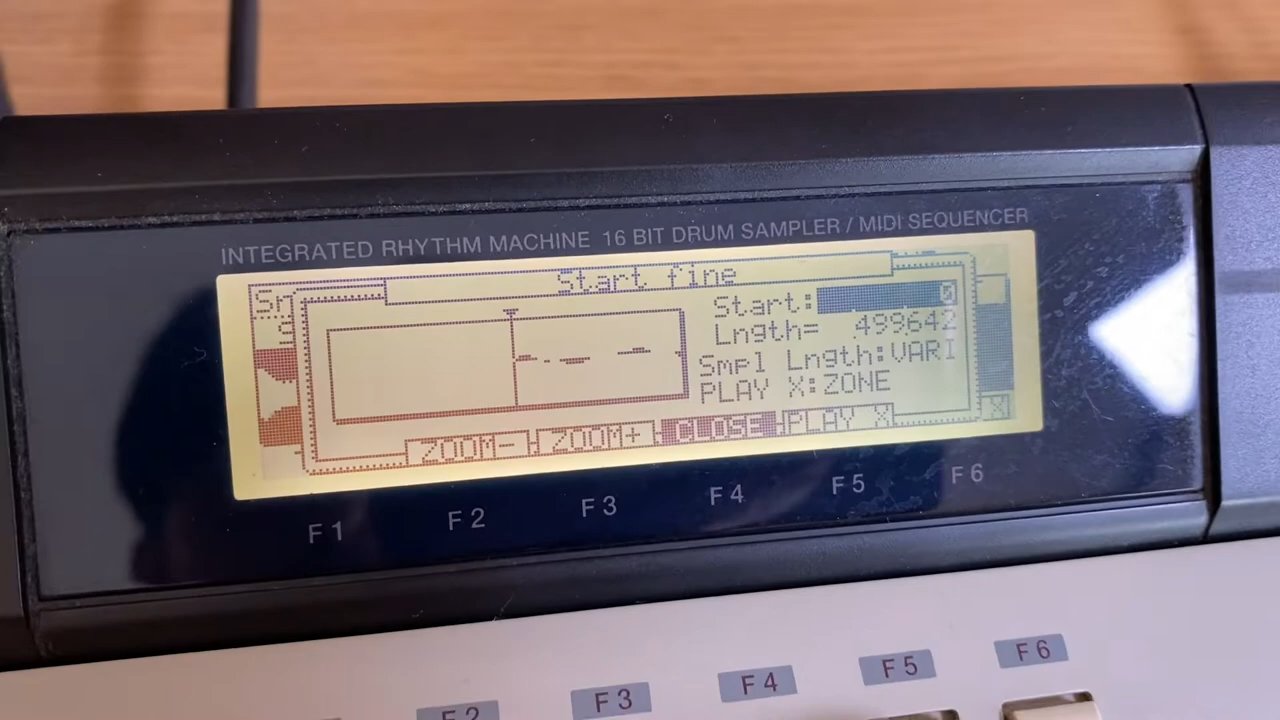 INTEGRATED RHYTHM MACHINE 16 BIT DRUM SAMPLER / MIDI SEQUENCER
Start fine
Start: 0
Lngth= 499642
Smpl Lngth:VARI
PLAY X:ZONE
ZOOM- ZOOM+ CLOSE PLAY X
F1 F2 F3 F4 F5 F6
F2 F3 F4 F5 F6